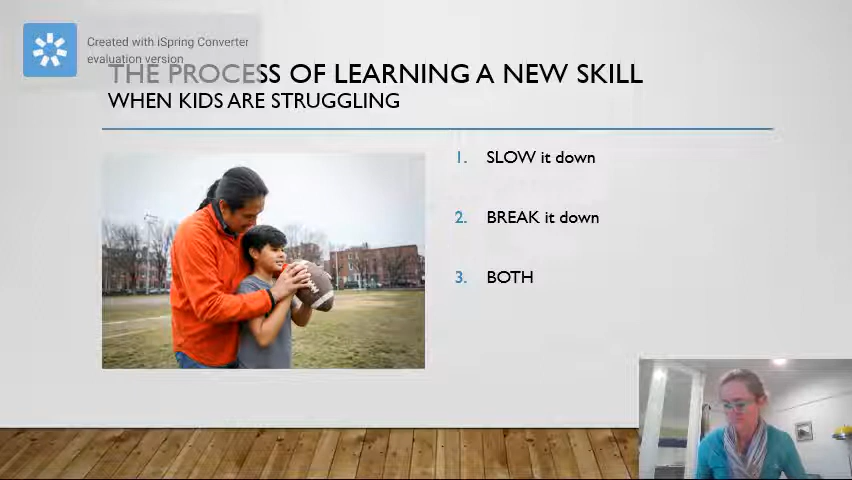 Created with iSpring Converter
evaluation version
THE PROCESS OF LEARNING A NEW SKILL
WHEN KIDS ARE STRUGGLING
1. SLOW it down
2. BREAK it down
3. BOTH